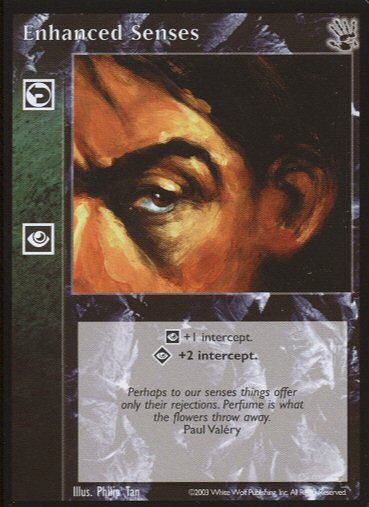 Enhanced Senses
+1 intercept.
+2 intercept.
Perhaps to our senses things offer
only their rejections. Perfume is what
the flowers throw away.
Paul Valéry
Illus. Philip Tan
©2003 White Wolf Publishing, Inc. All Rights Reserved.